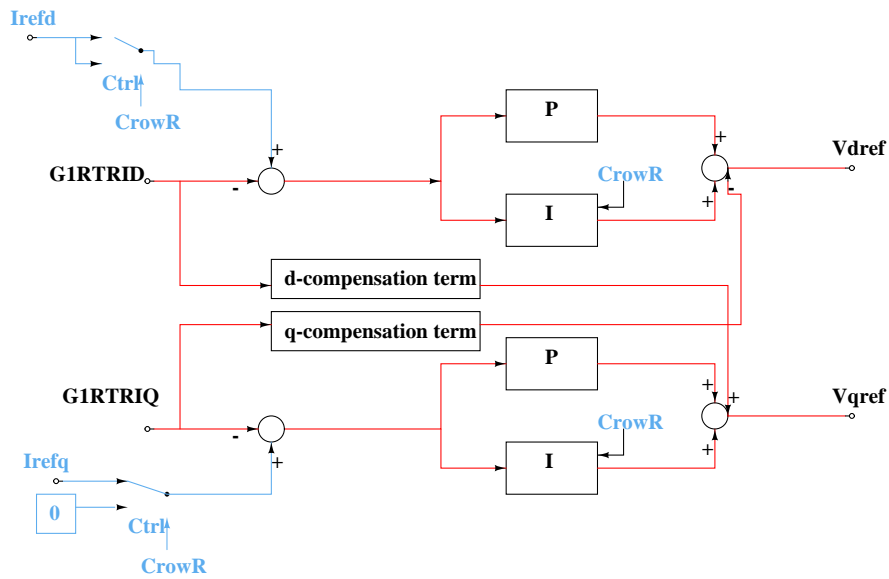 Irefd
Ctrl
CrowR
+
G1RTRID
-
P
I
CrowR
+
+
-
Vdref
d-compensation term
q-compensation term
G1RTRIQ
-
+
P
I
CrowR
+
+
+
Vqref
Irefq
0
Ctrl
CrowR